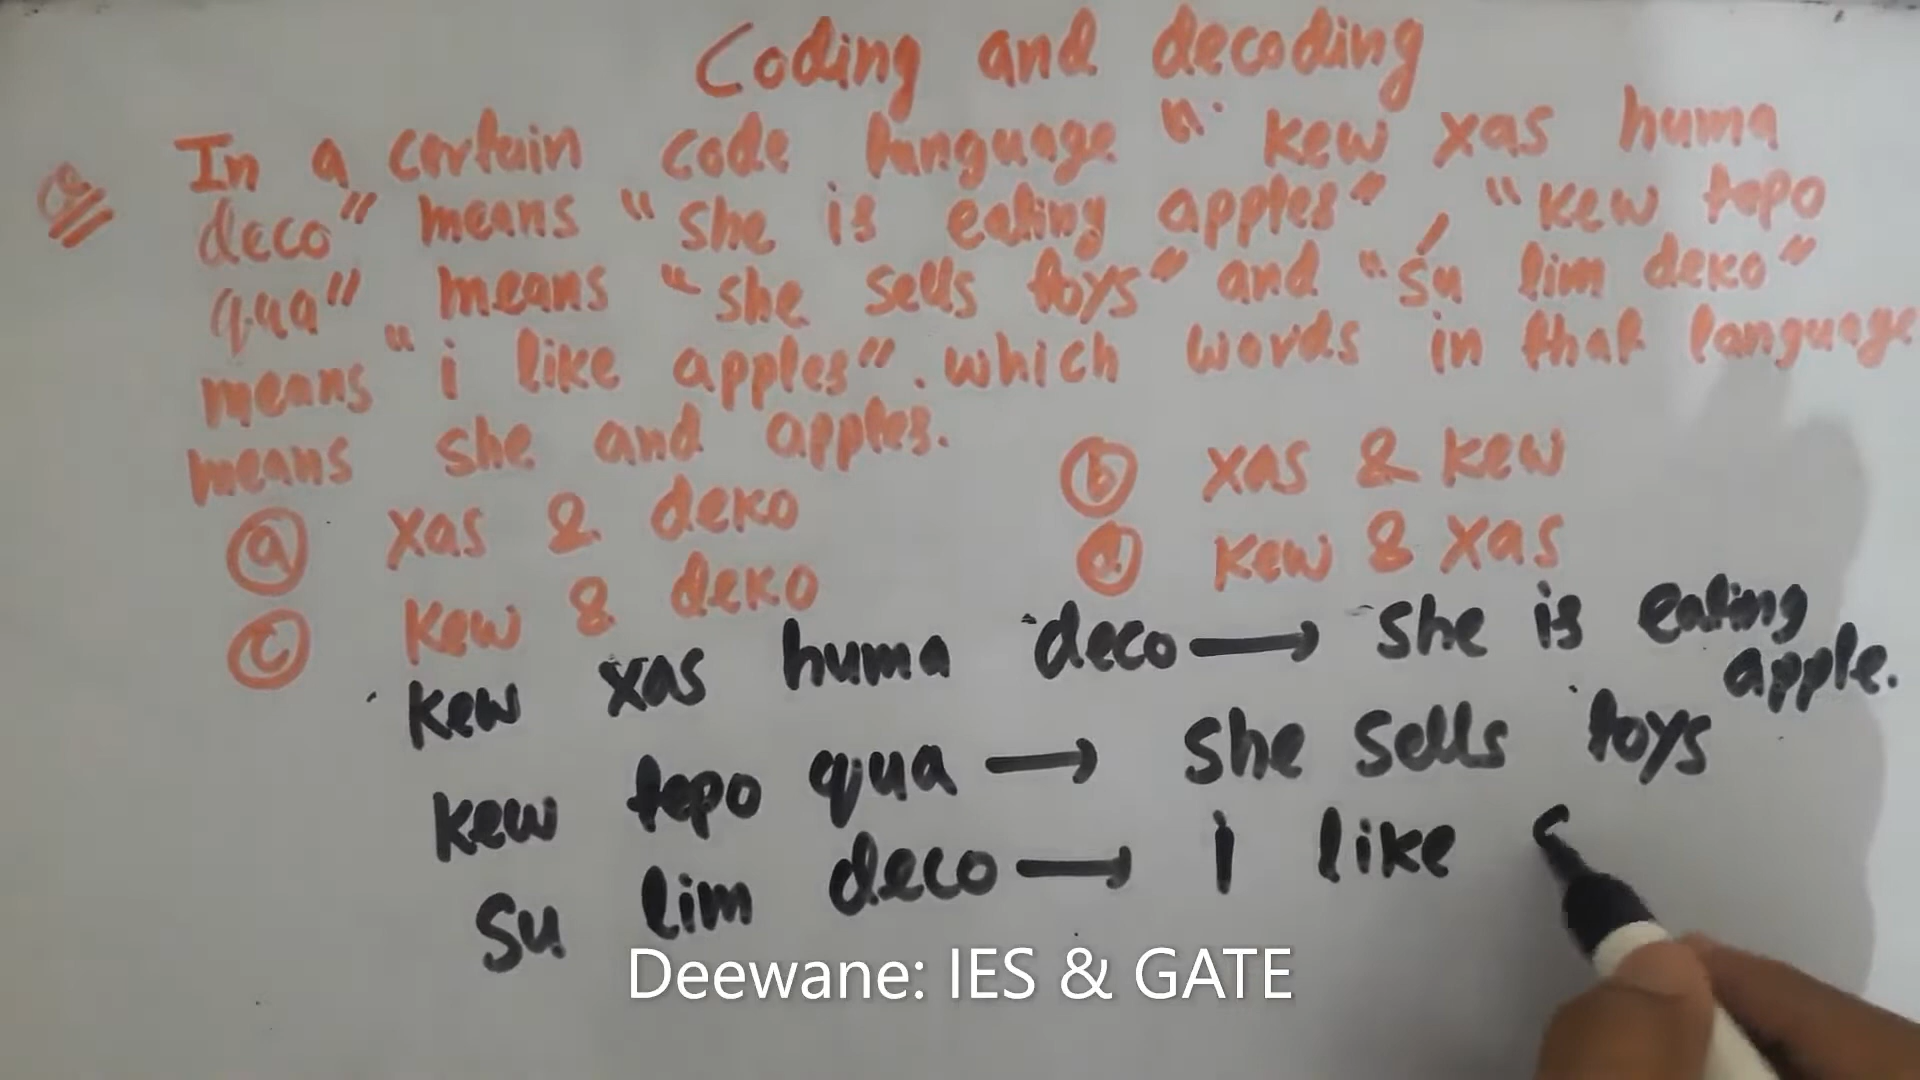 Coding and decoding
Q In a certain code language " kew xas huma
deco" means "she is eating apples", "kew tepo
qua" means "she sells toys" and "su lim deko"
means "i like apples". which words in that language
means she and apples.
(a) xas & deko (b) xas & kew
(c) kew & deko (d) kew & xas
kew xas huma deco → she is eating
apple.
kew tepo qua → she sells toys
su lim deco → i like
Deewane: IES & GATE